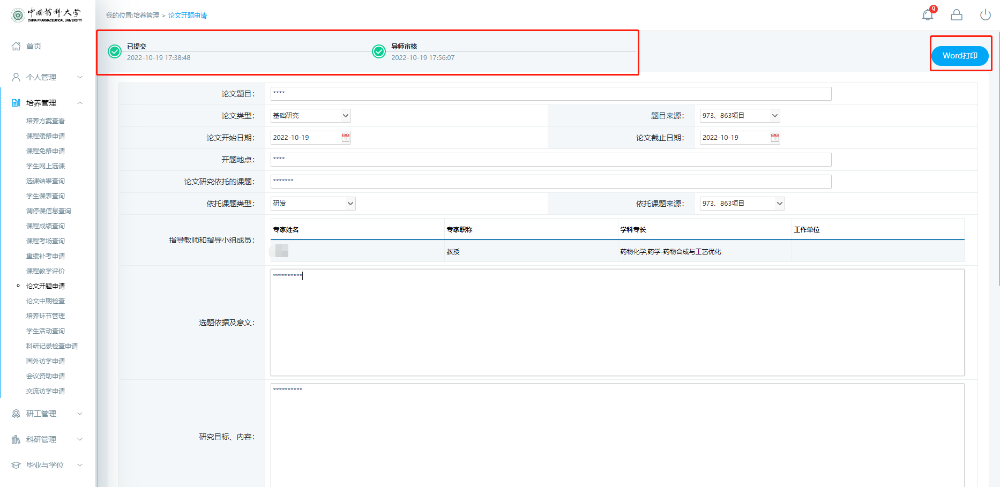 中国药科大学
CHINA PHARMACEUTICAL UNIVERSITY
我的位置:培养管理 > 论文开题申请
9
首页
个人管理
培养管理
培养方案查看
课程缓修申请
课程免修申请
学生网上选课
选课结果查询
学生课表查询
调停课信息查询
课程成绩查询
课程考场查询
重缓补考申请
课程教学评价
论文开题申请
论文中期检查
培养环节管理
学生活动查询
科研记录检查申请
国外访学申请
会议资助申请
交流访学申请
研工管理
科研管理
毕业与学位
已提交
2022-10-19 17:38:48
导师审核
2022-10-19 17:56:07
Word打印
论文题目: ****
论文类型: 基础研究 题目来源: 973、863项目
论文开始日期: 2022-10-19 论文截止日期: 2022-10-19
开题地点: ****
论文研究依托的课题: *******
依托课题类型: 研发 依托课题来源: 973、863项目
指导教师和指导小组成员:
专家姓名 专家职称 学科专长 工作单位
教授 药物化学,药学-药物合成与工艺优化
选题依据及意义: **********
研究目标、内容: **********